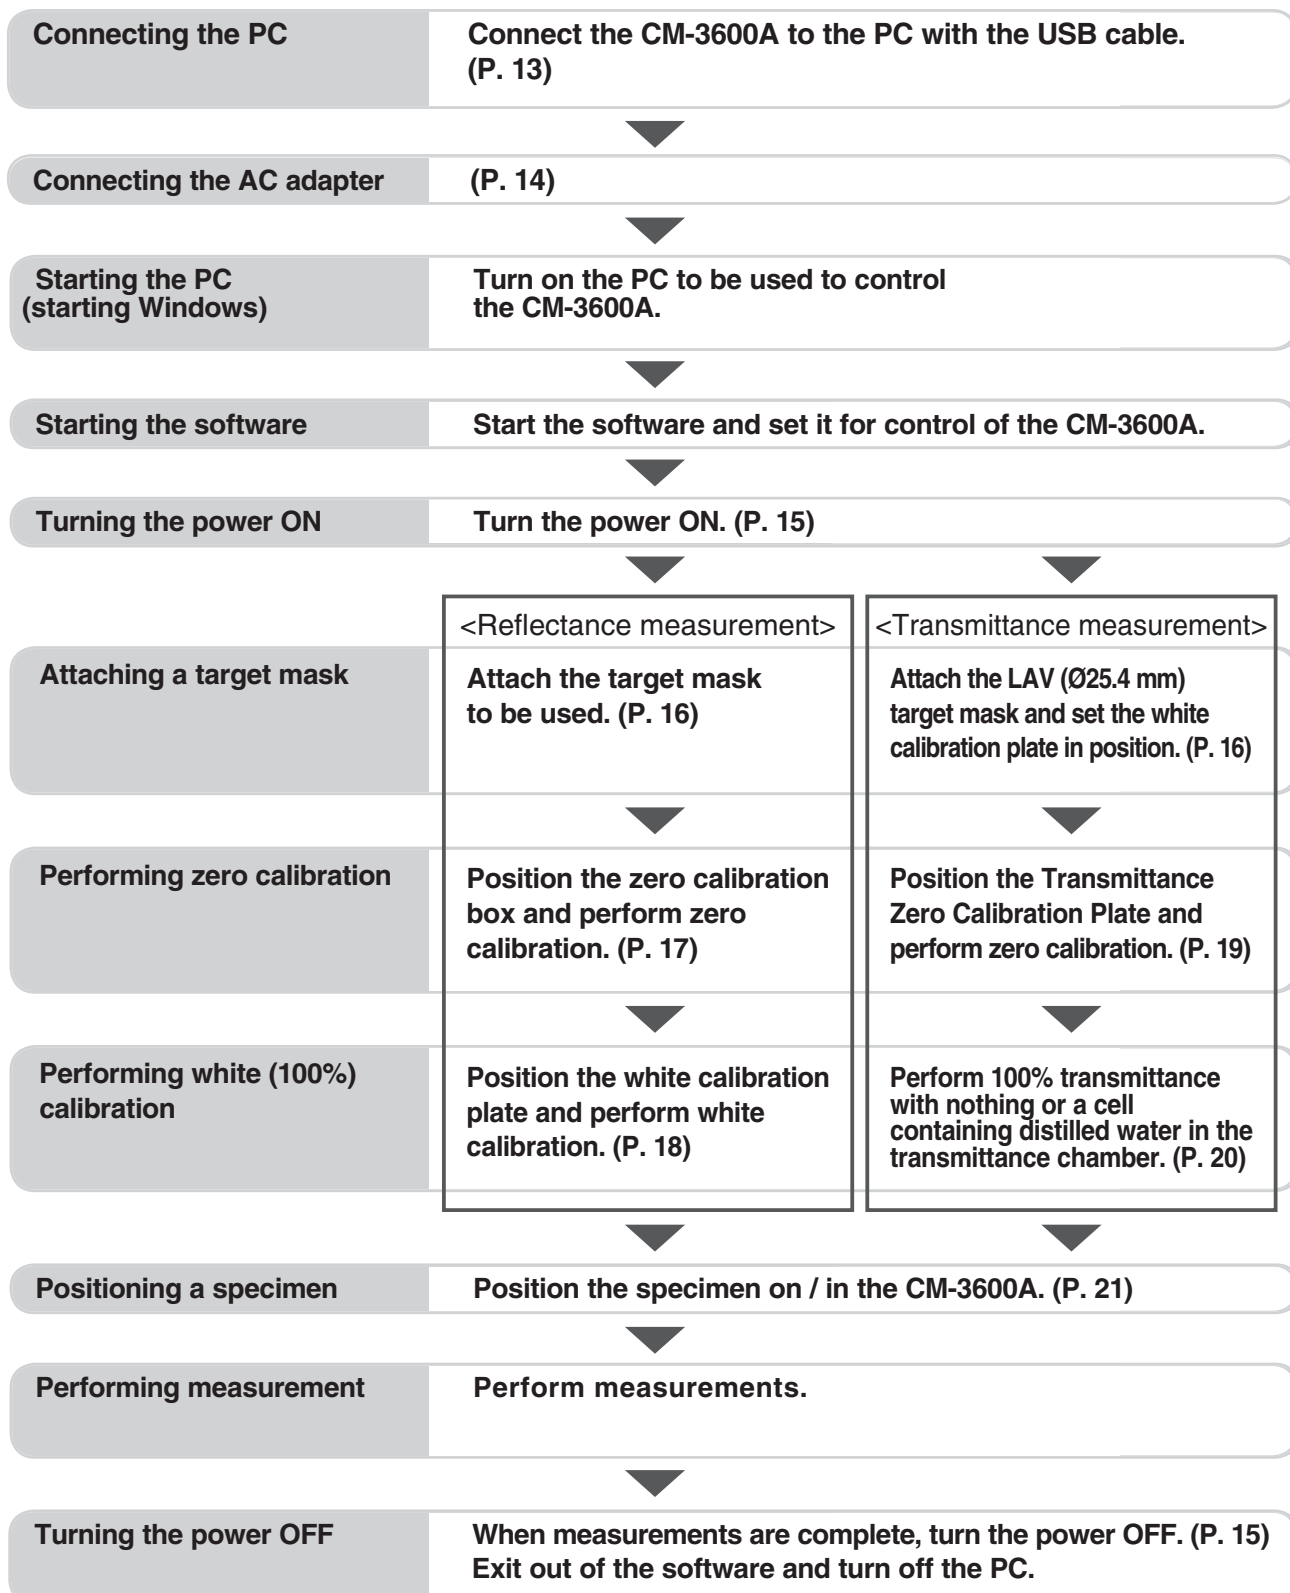 Connecting the PC
Connect the CM-3600A to the PC with the USB cable.
(P. 13)
Connecting the AC adapter
(P. 14)
Starting the PC
(starting Windows)
Turn on the PC to be used to control
the CM-3600A.
Starting the software
Start the software and set it for control of the CM-3600A.
Turning the power ON
Turn the power ON. (P. 15)
<Reflectance measurement>
<Transmittance measurement>
Attaching a target mask
Attach the target mask
to be used. (P. 16)
Attach the LAV (Ø25.4 mm)
target mask and set the white
calibration plate in position. (P. 16)
Performing zero calibration
Position the zero calibration
box and perform zero
calibration. (P. 17)
Position the Transmittance
Zero Calibration Plate and
perform zero calibration. (P. 19)
Performing white (100%)
calibration
Position the white calibration
plate and perform white
calibration. (P. 18)
Perform 100% transmittance
with nothing or a cell
containing distilled water in the
transmittance chamber. (P. 20)
Positioning a specimen
Position the specimen on / in the CM-3600A. (P. 21)
Performing measurement
Perform measurements.
Turning the power OFF
When measurements are complete, turn the power OFF. (P. 15)
Exit out of the software and turn off the PC.